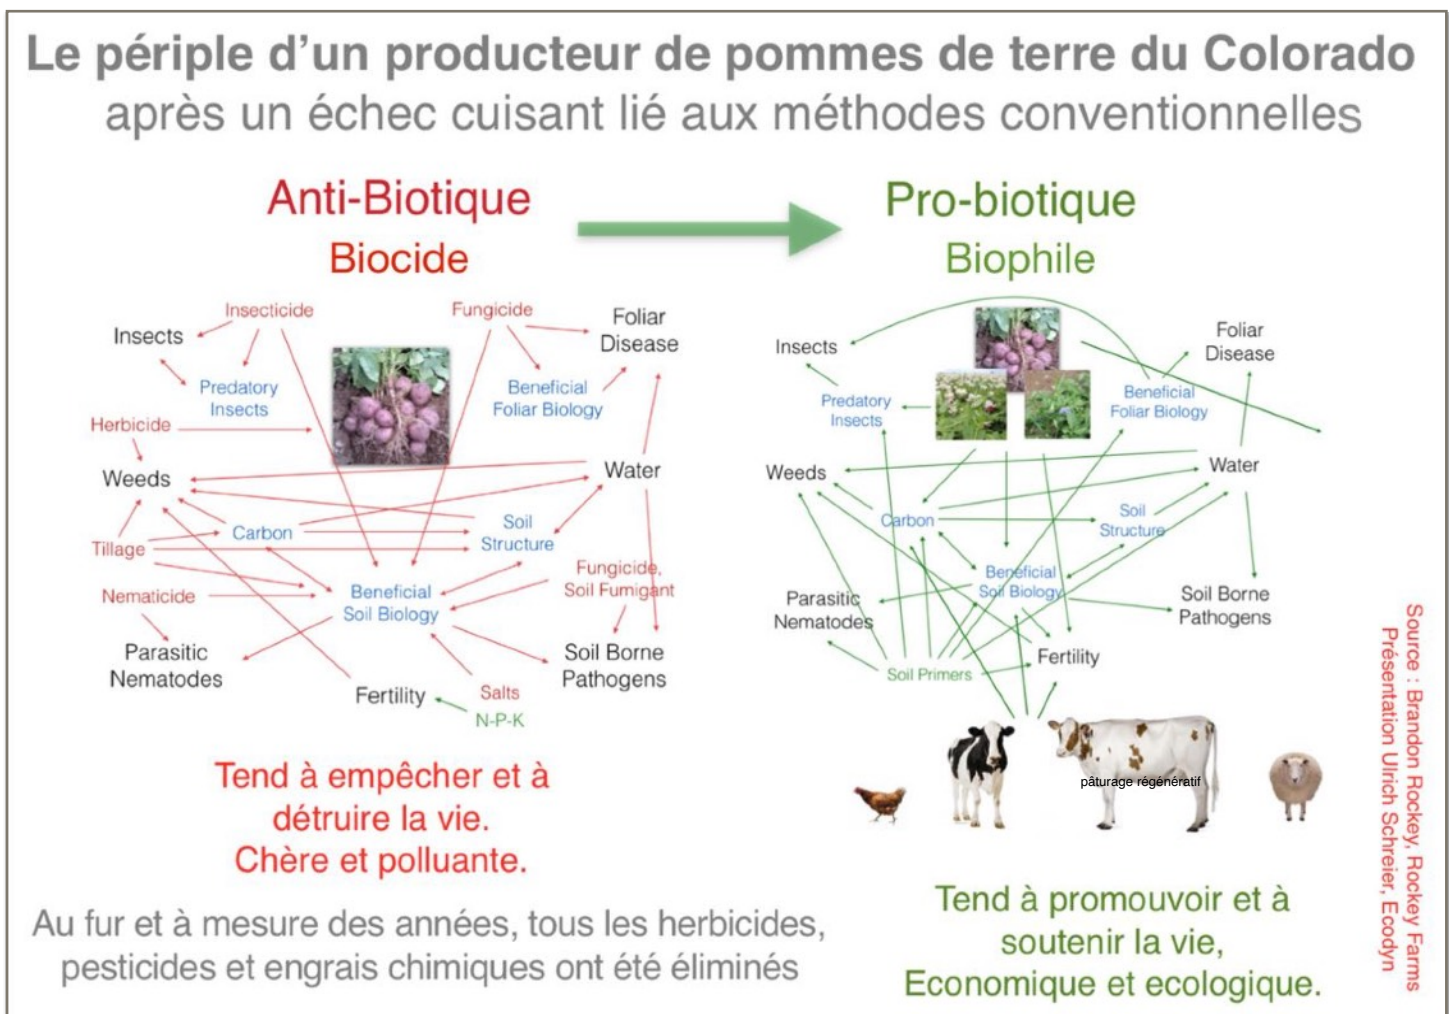 Le périple d’un producteur de pommes de terre du Colorado
après un échec cuisant lié aux méthodes conventionnelles
Anti-Biotique
Biocide
Insecticide
Fungicide
Insects
Foliar
Disease
Predatory
Insects
Beneficial
Foliar Biology
Herbicide
Weeds
Water
Carbon
Soil
Structure
Tillage
Fungicide,
Soil Fumigant
Nematicide
Beneficial
Soil Biology
Parasitic
Nematodes
Soil Borne
Pathogens
Fertility
Salts
N-P-K
Tend à empêcher et à
détruire la vie.
Chère et polluante.
Au fur et à mesure des années, tous les herbicides,
pesticides et engrais chimiques ont été éliminés
Pro-biotique
Biophile
Insects
Foliar
Disease
Predatory
Insects
Beneficial
Foliar Biology
Weeds
Water
Carbon
Soil
Structure
Beneficial
Soil Biology
Parasitic
Nematodes
Soil Borne
Pathogens
Fertility
Soil Primers
pâturage régénératif
Tend à promouvoir et à
soutenir la vie,
Economique et ecologique.
Source : Brandon Rockey, Rockey Farms
Présentation Ulrich Schreier, Ecodyn